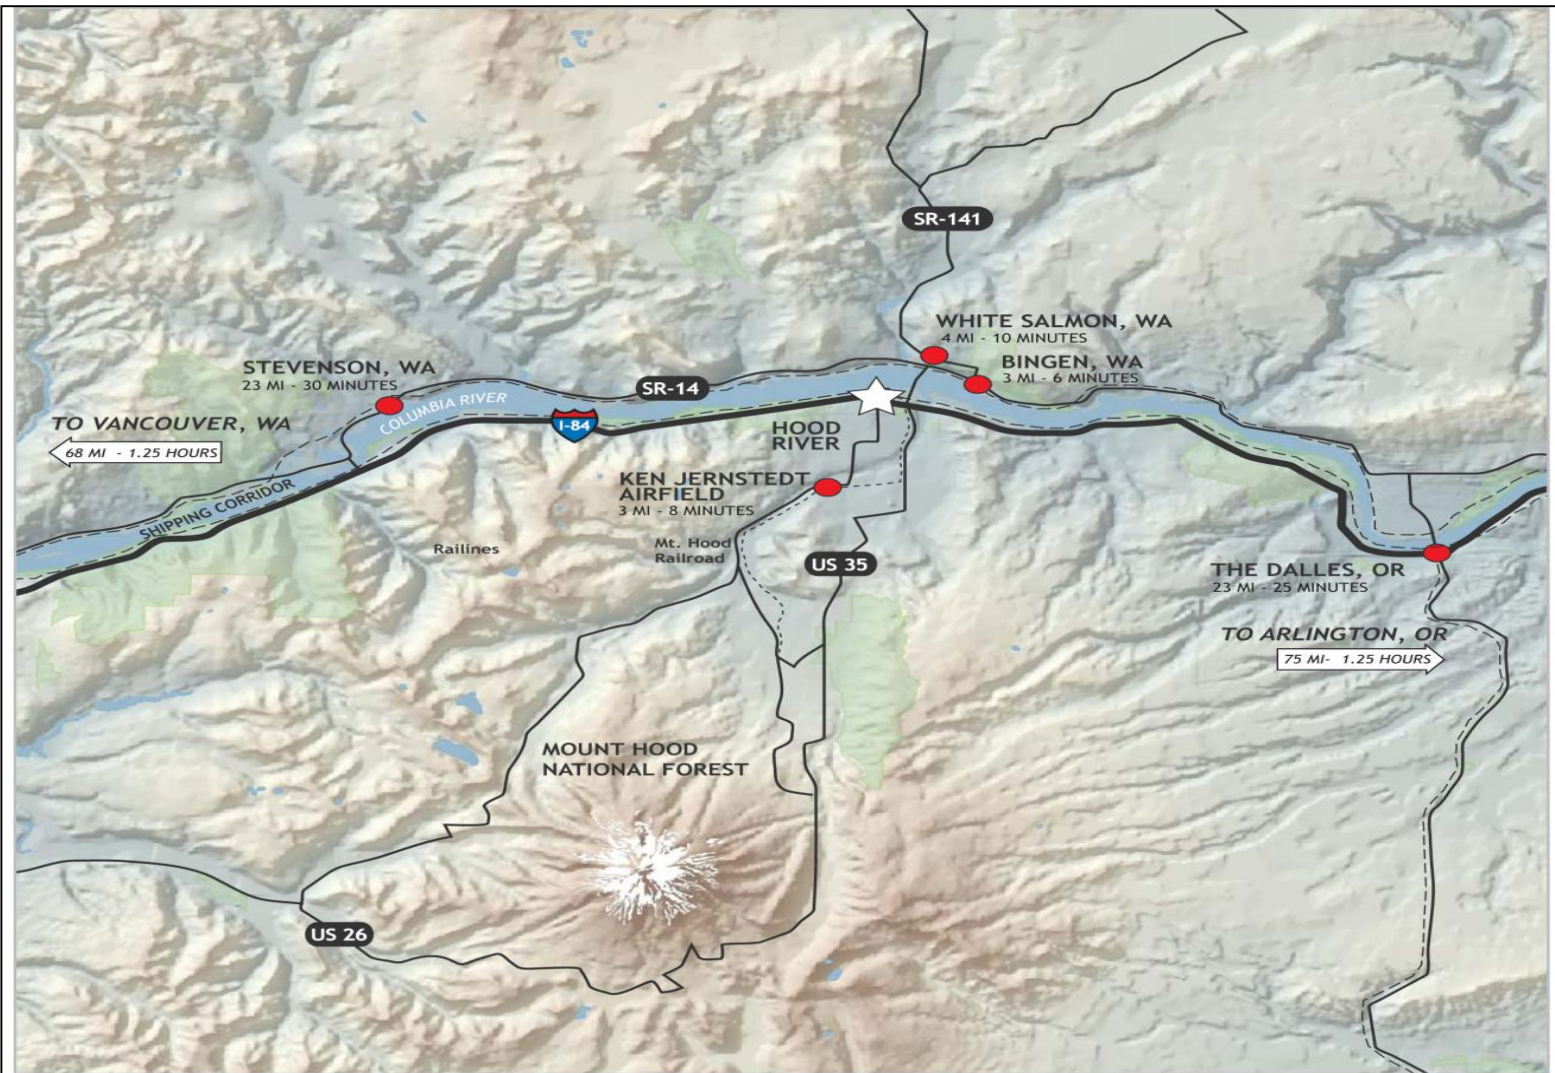 SR-141
WHITE SALMON, WA
4 MI - 10 MINUTES
BINGEN, WA
3 MI - 6 MINUTES
STEVENSON, WA
23 MI - 30 MINUTES
SR-14
COLUMBIA RIVER
TO VANCOUVER, WA
68 MI - 1.25 HOURS
I-84
HOOD
RIVER
KEN JERNSTEDT
AIRFIELD
3 MI - 8 MINUTES
SHIPPING CORRIDOR
Railines
Mt. Hood
Railroad
US 35
THE DALLES, OR
23 MI - 25 MINUTES
TO ARLINGTON, OR
75 MI- 1.25 HOURS
MOUNT HOOD
NATIONAL FOREST
US 26